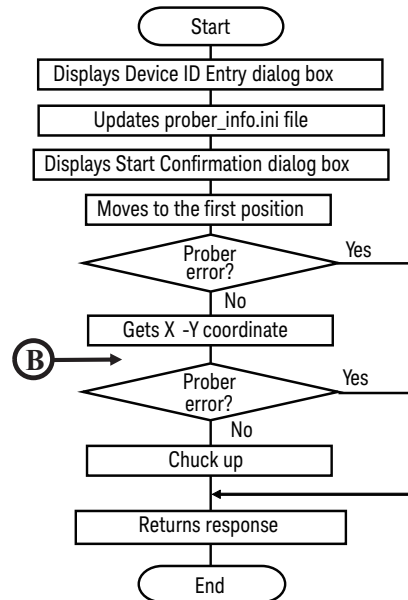 Start
Displays Device ID Entry dialog box
Updates prober_info.ini file
Displays Start Confirmation dialog box
Moves to the first position
Prober
error?
Yes
No
Gets X -Y coordinate
B
Prober
error?
Yes
No
Chuck up
Returns response
End